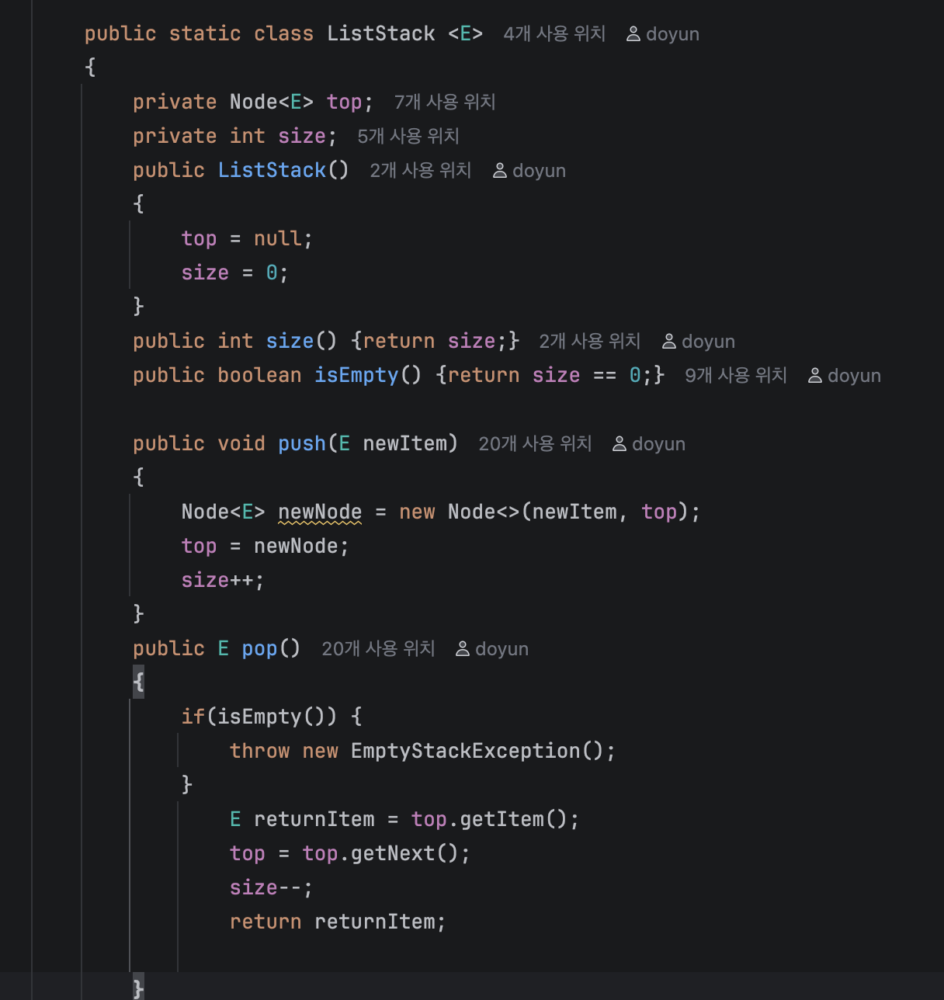 public static class ListStack <E> 4개 사용 위치 doyun
{
private Node<E> top; 7개 사용 위치
private int size; 5개 사용 위치
public ListStack() 2개 사용 위치 doyun
{
top = null;
size = 0;
}
public int size() {return size;} 2개 사용 위치 doyun
public boolean isEmpty() {return size == 0;} 9개 사용 위치 doyun
public void push(E newItem) 20개 사용 위치 doyun
{
Node<E> newNode = new Node<>(newItem, top);
top = newNode;
size++;
}
public E pop() 20개 사용 위치 doyun
{
if(isEmpty()) {
throw new EmptyStackException();
}
E returnItem = top.getItem();
top = top.getNext();
size--;
return returnItem;
}